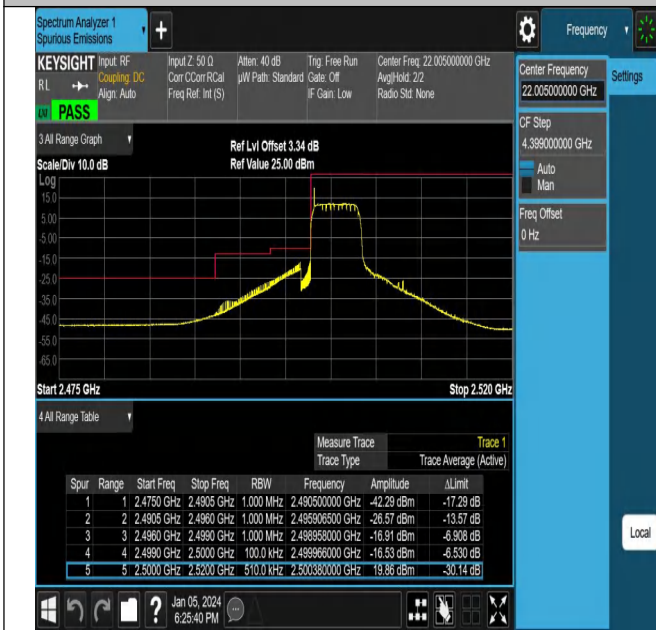 Spectrum Analyzer 1
Spurious Emissions
Frequency
KEYSIGHT Input: RF Input Z: 50 Ω Atten: 40 dB Trig: Free Run Center Freq: 22.005000000 GHz
RL Coupling: DC Corr CCorr RCal µW Path: Standard Gate: Off Avg|Hold: 2/2
Align: Auto Freq Ref: Int (S) IF Gain: Low Radio Std: None
PASS
Center Frequency
22.005000000 GHz
Settings
CF Step
4.399000000 GHz
Auto
Man
Freq Offset
0 Hz
Local
3 All Range Graph
Ref Lvl Offset 3.34 dB
Scale/Div 10.0 dB Ref Value 25.00 dBm
Log
15.0
5.00
-5.00
-15.0
-25.0
-35.0
-45.0
-55.0
-65.0
Start 2.475 GHz Stop 2.520 GHz
4 All Range Table
Measure Trace Trace 1
Trace Type Trace Average (Active)
Spur Range Start Freq Stop Freq RBW Frequency Amplitude ΔLimit
1 1 2.4750 GHz 2.4905 GHz 1.000 MHz 2.490500000 GHz -42.29 dBm -17.29 dB
2 2 2.4905 GHz 2.4960 GHz 1.000 MHz 2.495906500 GHz -26.57 dBm -13.57 dB
3 3 2.4960 GHz 2.4990 GHz 1.000 MHz 2.498958000 GHz -16.91 dBm -6.908 dB
4 4 2.4990 GHz 2.5000 GHz 100.0 kHz 2.499966000 GHz -16.53 dBm -6.530 dB
5 5 2.5000 GHz 2.5200 GHz 510.0 kHz 2.500380000 GHz 19.86 dBm -30.14 dB
Jan 05, 2024
6:25:40 PM